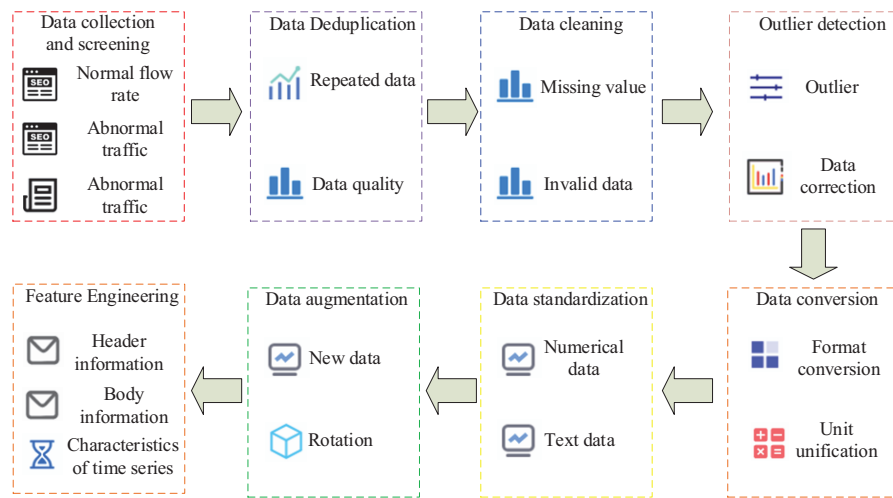 Data collection
and screening
SEO
Normal flow
rate
SEO
Abnormal
traffic
Abnormal
traffic
Data Deduplication
Repeated data
Data quality
Data cleaning
Missing value
Invalid data
Outlier detection
Outlier
Data
correction
Data conversion
Format
conversion
Unit
unification
Data standardization
Numerical
data
Text data
Data augmentation
New data
Rotation
Feature Engineering
Header
information
Body
information
Characteristics
of time series